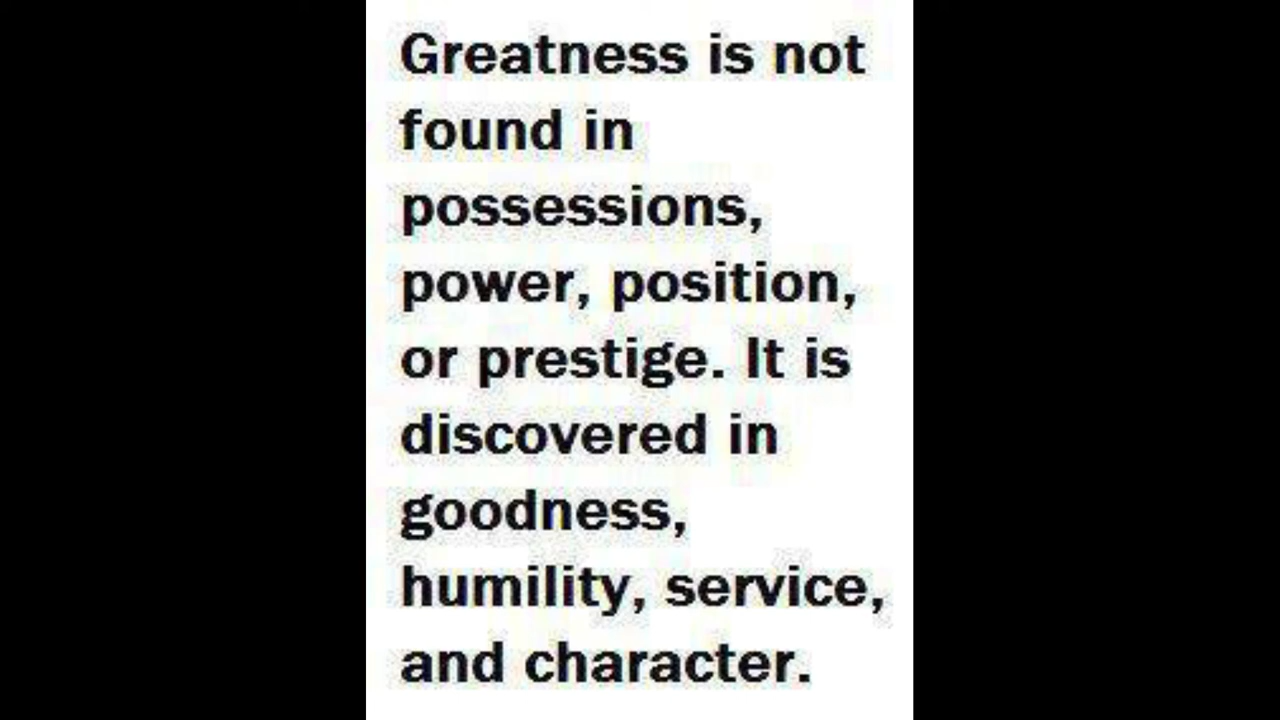 Greatness is not
found in
possessions,
power, position,
or prestige. It is
discovered in
goodness,
humility, service,
and character.